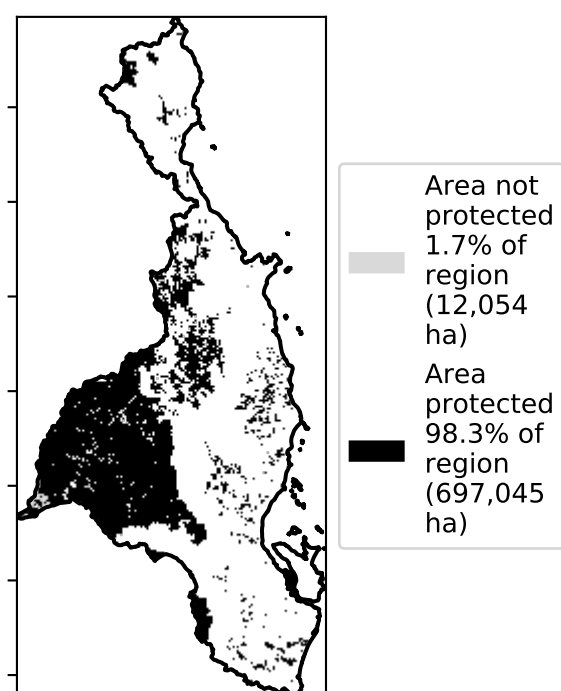 Area not
protected
1.7% of
region
(12,054
ha)
Area
protected
98.3% of
region
(697,045
ha)